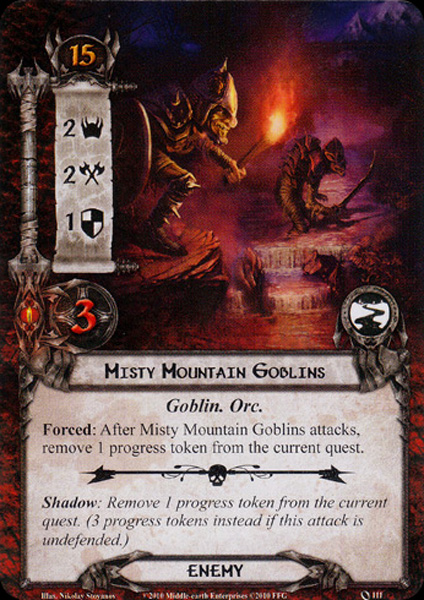 15
2
2
1
3
Misty Mountain Goblins
Goblin. Orc.
Forced: After Misty Mountain Goblins attacks,
remove 1 progress token from the current quest.
Shadow: Remove 1 progress token from the current
quest. (3 progress tokens instead if this attack is
undefended.)
ENEMY
Illus. Nikolay Stoyanov
©2010 Middle-earth Enterprises ©2010 FFG
111